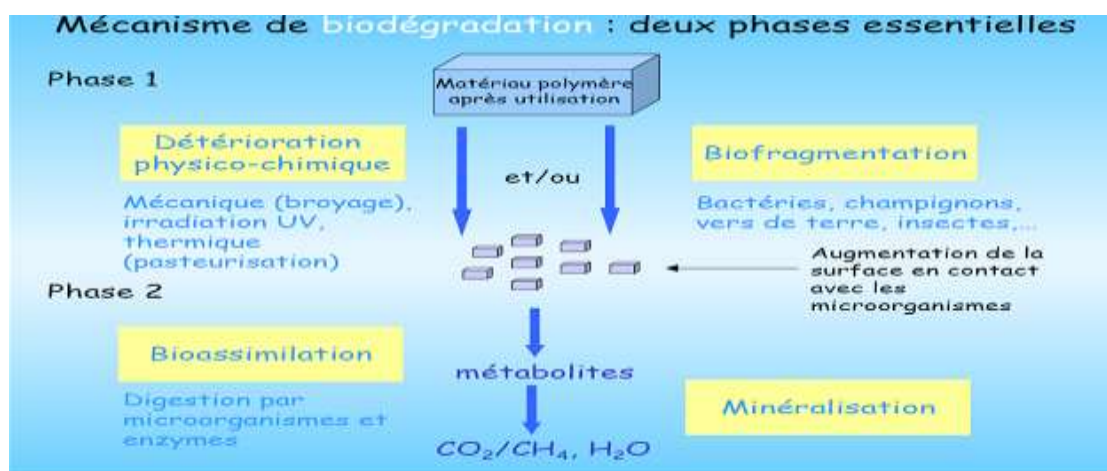 Mécanisme de biodégradation : deux phases essentielles
Phase 1
Matériau polymère
après utilisation
Détérioration
physico-chimique
et/ou
Biofragmentation
Mécanique (broyage),
irradiation UV,
thermique
(pasteurisation)
Bactéries, champignons,
vers de terre, insectes,...
Augmentation de la
surface en contact
avec les
microorganismes
Phase 2
Bioassimilation
métabolites
Digestion par
microorganismes et
enzymes
Minéralisation
CO₂/CH₄, H₂O